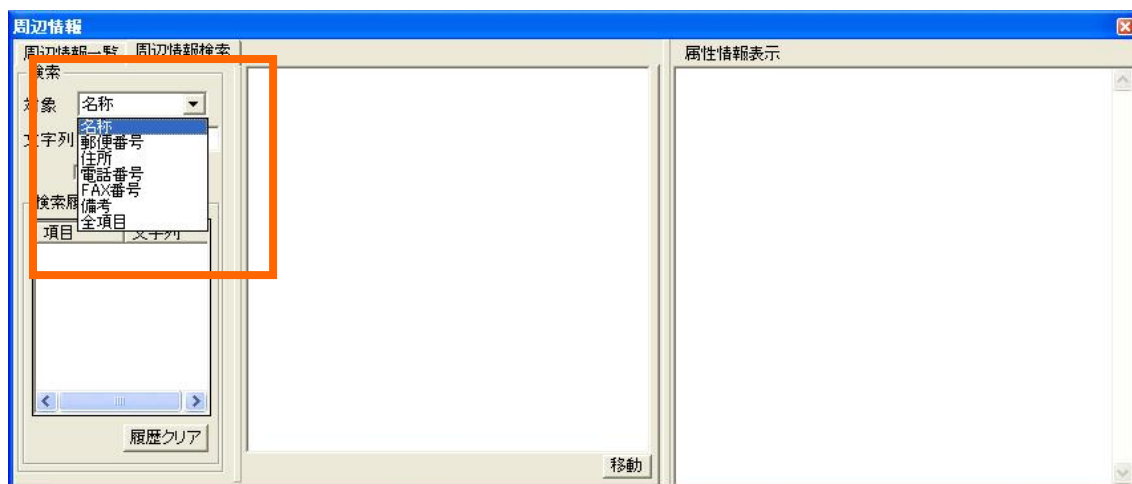 周辺情報
周辺情報一覧 周辺情報検索
属性情報表示
検索
対象 名称
文字列
名称
郵便番号
住所
電話番号
FAX番号
備考
全項目
検索履
項目 文字列
履歴クリア
移動